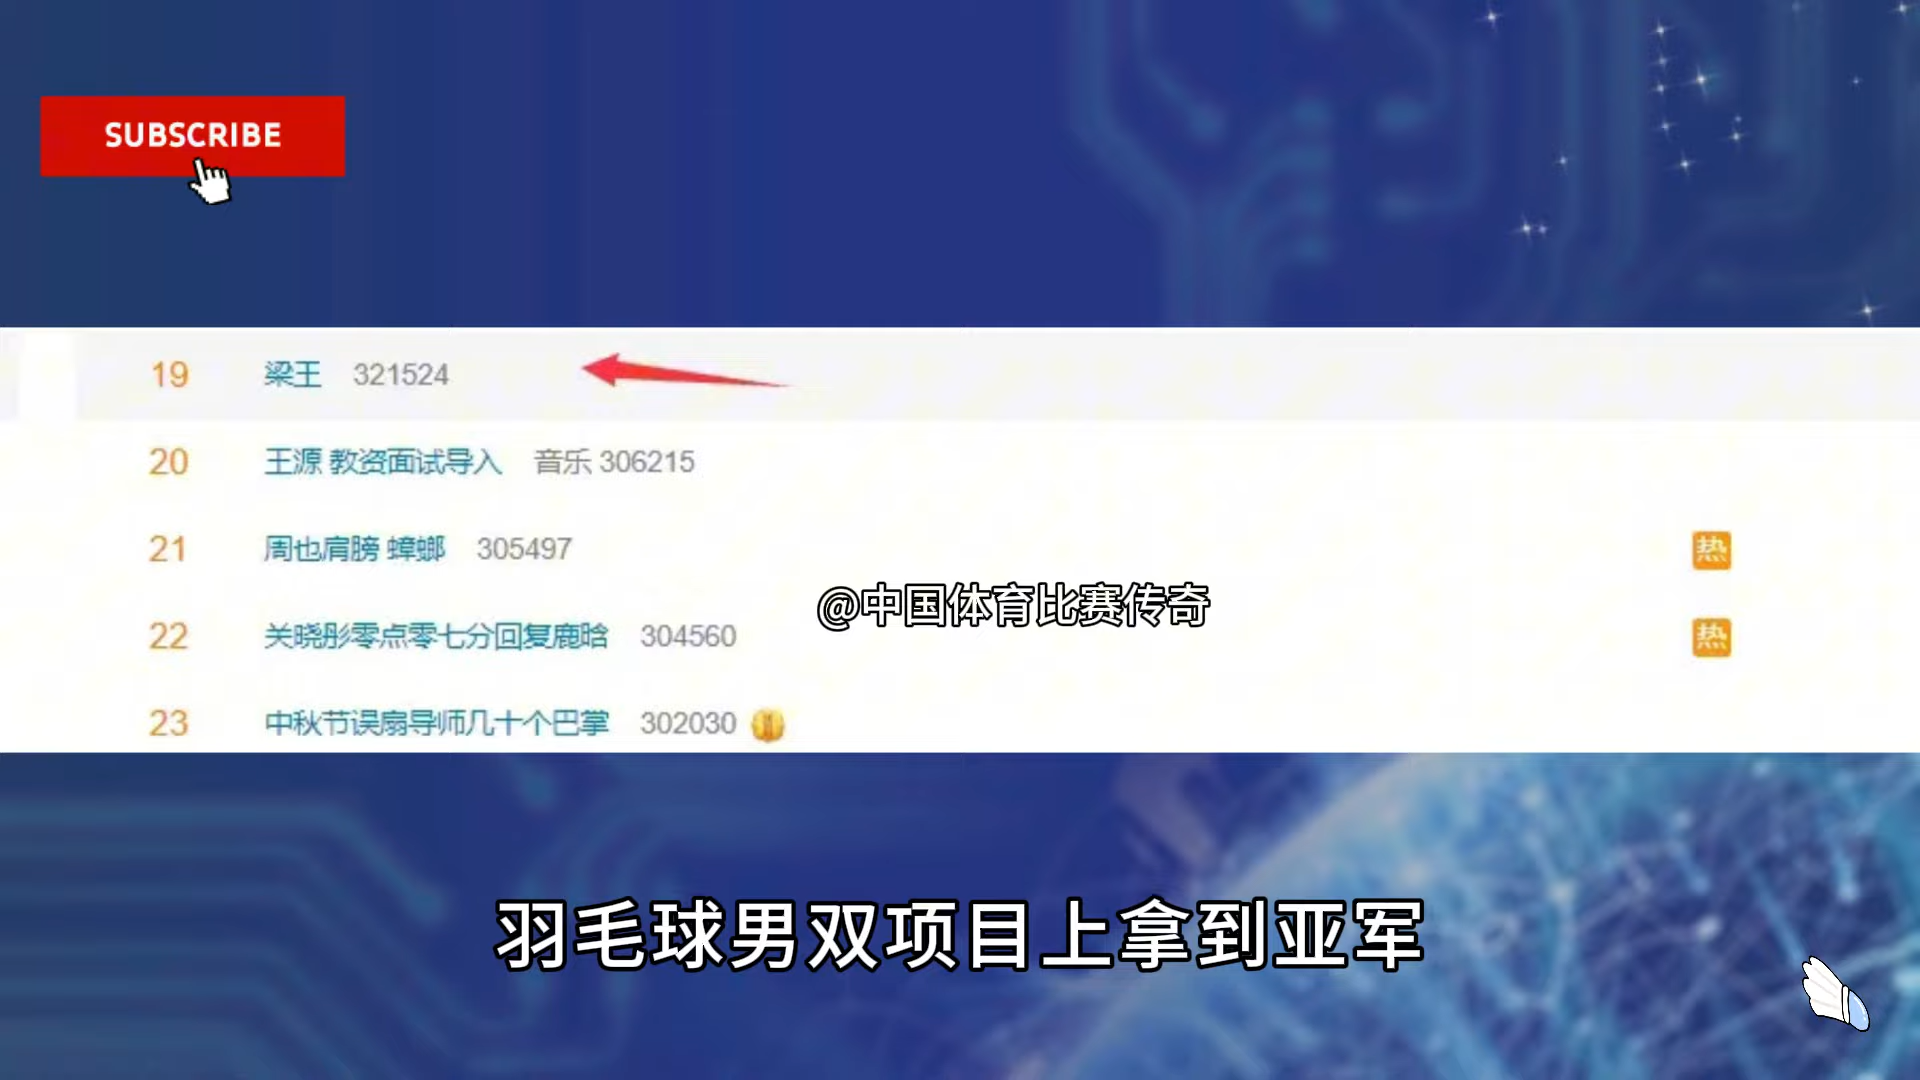 SUBSCRIBE
19 梁王 321524
20 王源 教资面试导入 音乐 306215
21 周也肩膀 蟑螂 305497 热
@中国体育比赛传奇
22 关晓彤零点零七分回复鹿晗 304560 热
23 中秋节误扇导师几十个巴掌 302030
羽毛球男双项目上拿到亚军